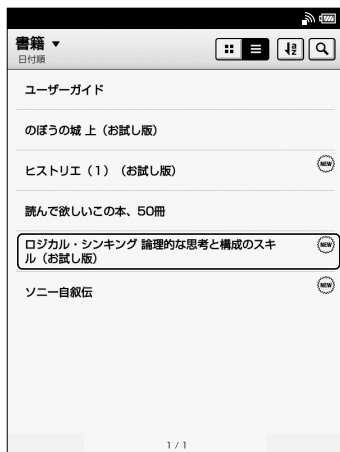 書籍 ▼
日付順
ユーザーガイド
のぼうの城 上（お試し版）
ヒストリエ（1）（お試し版）
NEW
読んで欲しいこの本、50冊
ロジカル・シンキング 論理的な思考と構成のスキ
ル（お試し版）
NEW
ソニー自叙伝
NEW
1 / 1